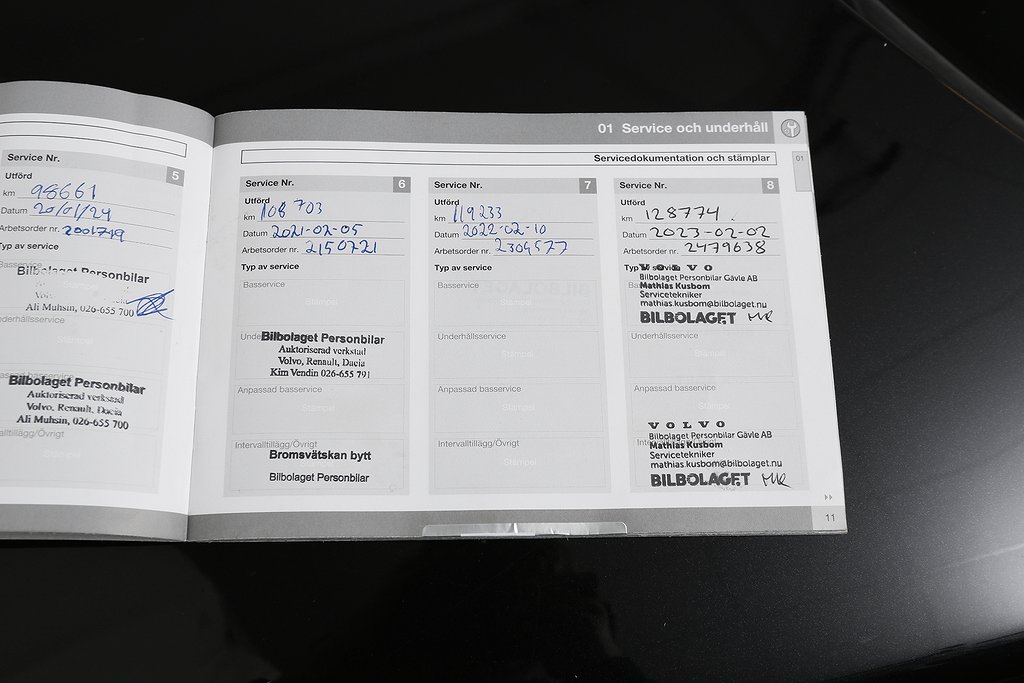 Service Nr. 5
Utförd
km 98661
Datum 20/01/24
Arbetsorder nr. 2001749
Typ av service
Basservice
Bilbolaget Personbilar
Ali Muhsin, 026-655 700
Underhållsservice
Stämpel
Anpassad basservice
Bilbolaget Personbilar
Auktoriserad verkstad
Volvo, Renault, Dacia
Ali Muhsin, 026-655 700
Intervalltillägg/Övrigt
01 Service och underhåll
Servicedokumentation och stämplar
01
Service Nr. 6
Utförd
km 108 703
Datum 2021-02-05
Arbetsorder nr. 2150721
Typ av service
Basservice
Stämpel
Underhållsservice
Bilbolaget Personbilar
Auktoriserad verkstad
Volvo, Renault, Dacia
Kim Vendin 026-655 791
Anpassad basservice
Stämpel
Intervalltillägg/Övrigt
Bromsvätskan bytt
Bilbolaget Personbilar
Service Nr. 7
Utförd
km 119233
Datum 2022-02-10
Arbetsorder nr. 2304577
Typ av service
Basservice
Stämpel
Underhållsservice
Stämpel
Anpassad basservice
Stämpel
Intervalltillägg/Övrigt
Stämpel
Service Nr. 8
Utförd
km 128774.
Datum 2023-02-02
Arbetsorder nr. 2479638
Typ av service
VOLVO
Bilbolaget Personbilar Gävle AB
Mathias Kusbom
Servicetekniker
mathias.kusbom@bilbolaget.nu
BILBOLAGET
Underhållsservice
Stämpel
Anpassad basservice
Stämpel
VOLVO
Bilbolaget Personbilar Gävle AB
Mathias Kusbom
Servicetekniker
mathias.kusbom@bilbolaget.nu
BILBOLAGET
11